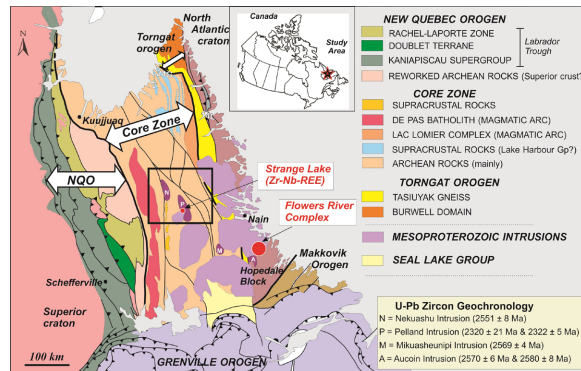 North
Atlantic
craton
Torngat
orogen
N
Kuujjuaq
Core Zone
NQO
Schefferville
Superior
craton
100 km
Strange Lake
(Zr-Nb-REE)
Flowers River
Complex
Nain
Hopedale
Block
Makkovik
Orogen
GRENVILLE OROGEN
Canada
Study
Area
NEW QUEBEC OROGEN
RACHEL-LAPORTE ZONE
DOUBLET TERRANE
KANIAPISCAU SUPERGROUP
Labrador
Trough
REWORKED ARCHEAN ROCKS (Superior crust?)
CORE ZONE
SUPRACRUSTAL ROCKS
DE PAS BATHOLITH (MAGMATIC ARC)
LAC LOMIER COMPLEX (MAGMATIC ARC)
SUPRACRUSTAL ROCKS (Lake Harbour Gp?)
ARCHEAN ROCKS (mainly)
TORNGAT OROGEN
TASIUYAK GNEISS
BURWELL DOMAIN
MESOPROTEROZOIC INTRUSIONS
SEAL LAKE GROUP
U-Pb Zircon Geochronology
N = Nekuashu Intrusion (2551 ± 8 Ma)
P = Pelland Intrusion (2320 ± 21 Ma & 2322 ± 5 Ma)
M = Mikuasheunipi Intrusion (2569 ± 4 Ma)
A = Aucoin Intrusion (2570 ± 6 Ma & 2580 ± 8 Ma)